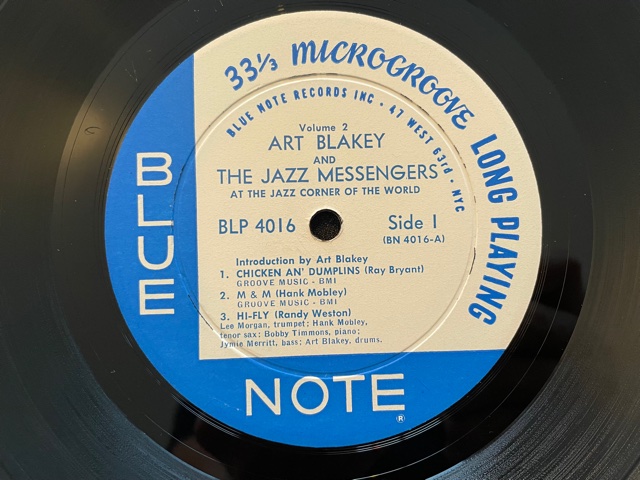 33⅓ MICROGROOVE LONG PLAYING
BLUE NOTE RECORDS INC · 47 WEST 63rd · NYC
Volume 2
ART BLAKEY
AND
THE JAZZ MESSENGERS
AT THE JAZZ CORNER OF THE WORLD
BLP 4016 Side 1
(BN 4016-A)
Introduction by Art Blakey
1. CHICKEN AN' DUMPLINS (Ray Bryant)
GROOVE MUSIC - BMI
2. M & M (Hank Mobley)
GROOVE MUSIC - BMI
3. HI-FLY (Randy Weston)
Lee Morgan, trumpet; Hank Mobley,
tenor sax; Bobby Timmons, piano;
Jymie Merritt, bass; Art Blakey, drums.
BLUE
NOTE
®